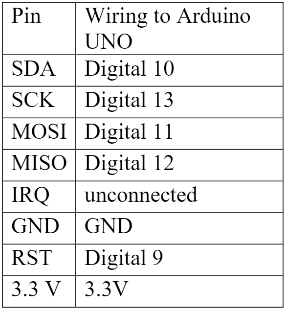 Pin Wiring to Arduino
UNO
SDA Digital 10
SCK Digital 13
MOSI Digital 11
MISO Digital 12
IRQ unconnected
GND GND
RST Digital 9
3.3 V 3.3V